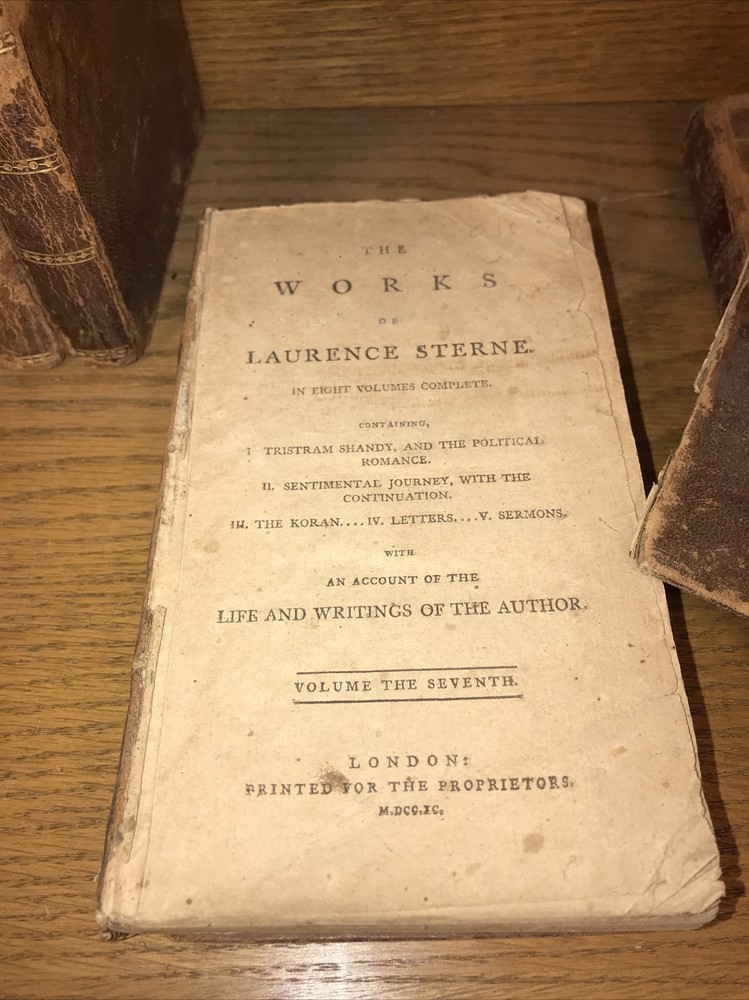 THE
WORKS
OF
LAURENCE STERNE.
IN EIGHT VOLUMES COMPLETE.
CONTAINING,
I TRISTRAM SHANDY, AND THE POLITICAL
ROMANCE.
II. SENTIMENTAL JOURNEY, WITH THE
CONTINUATION.
III. THE KORAN....IV. LETTERS....V. SERMONS.
WITH
AN ACCOUNT OF THE
LIFE AND WRITINGS OF THE AUTHOR.
VOLUME THE SEVENTH.
LONDON:
PRINTED FOR THE PROPRIETORS.
M.DCC.XC.